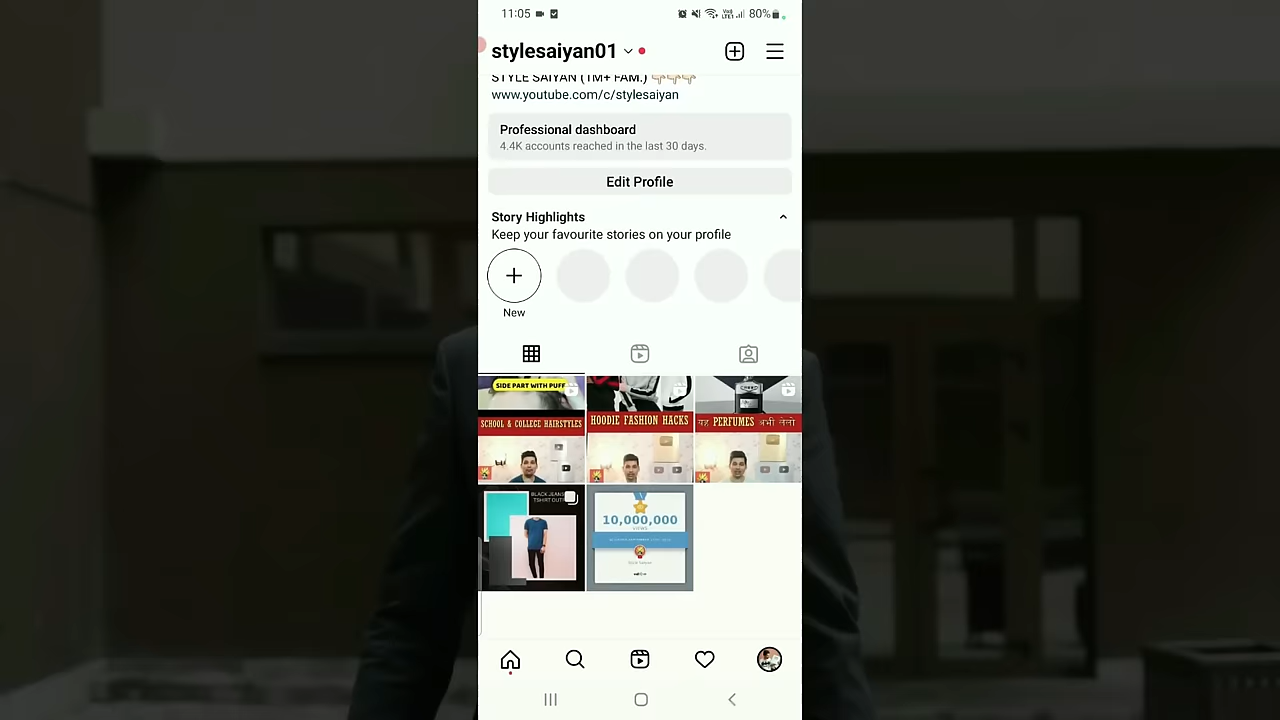 11:05
80%
stylesaiyan01
STYLE SAIYAN (1M+ FAM.)
www.youtube.com/c/stylesaiyan
Professional dashboard
4.4K accounts reached in the last 30 days.
Edit Profile
Story Highlights
Keep your favourite stories on your profile
New
SIDE PART WITH PUFF
SCHOOL & COLLEGE HAIRSTYLES
HOODIE FASHION HACKS
यह PERFUMES अभी लेलो
BLACK JEANS
10,000,000
VIEWS